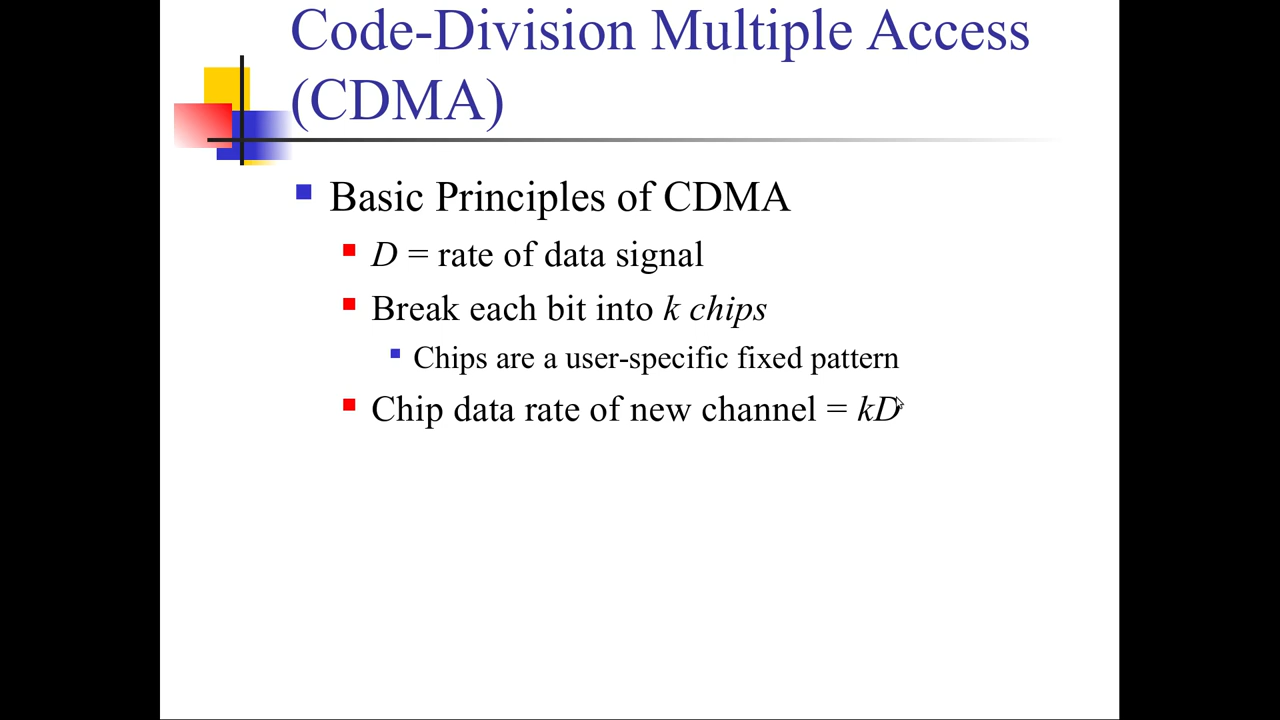 Code-Division Multiple Access
(CDMA)
Basic Principles of CDMA
D = rate of data signal
Break each bit into k chips
Chips are a user-specific fixed pattern
Chip data rate of new channel = kD